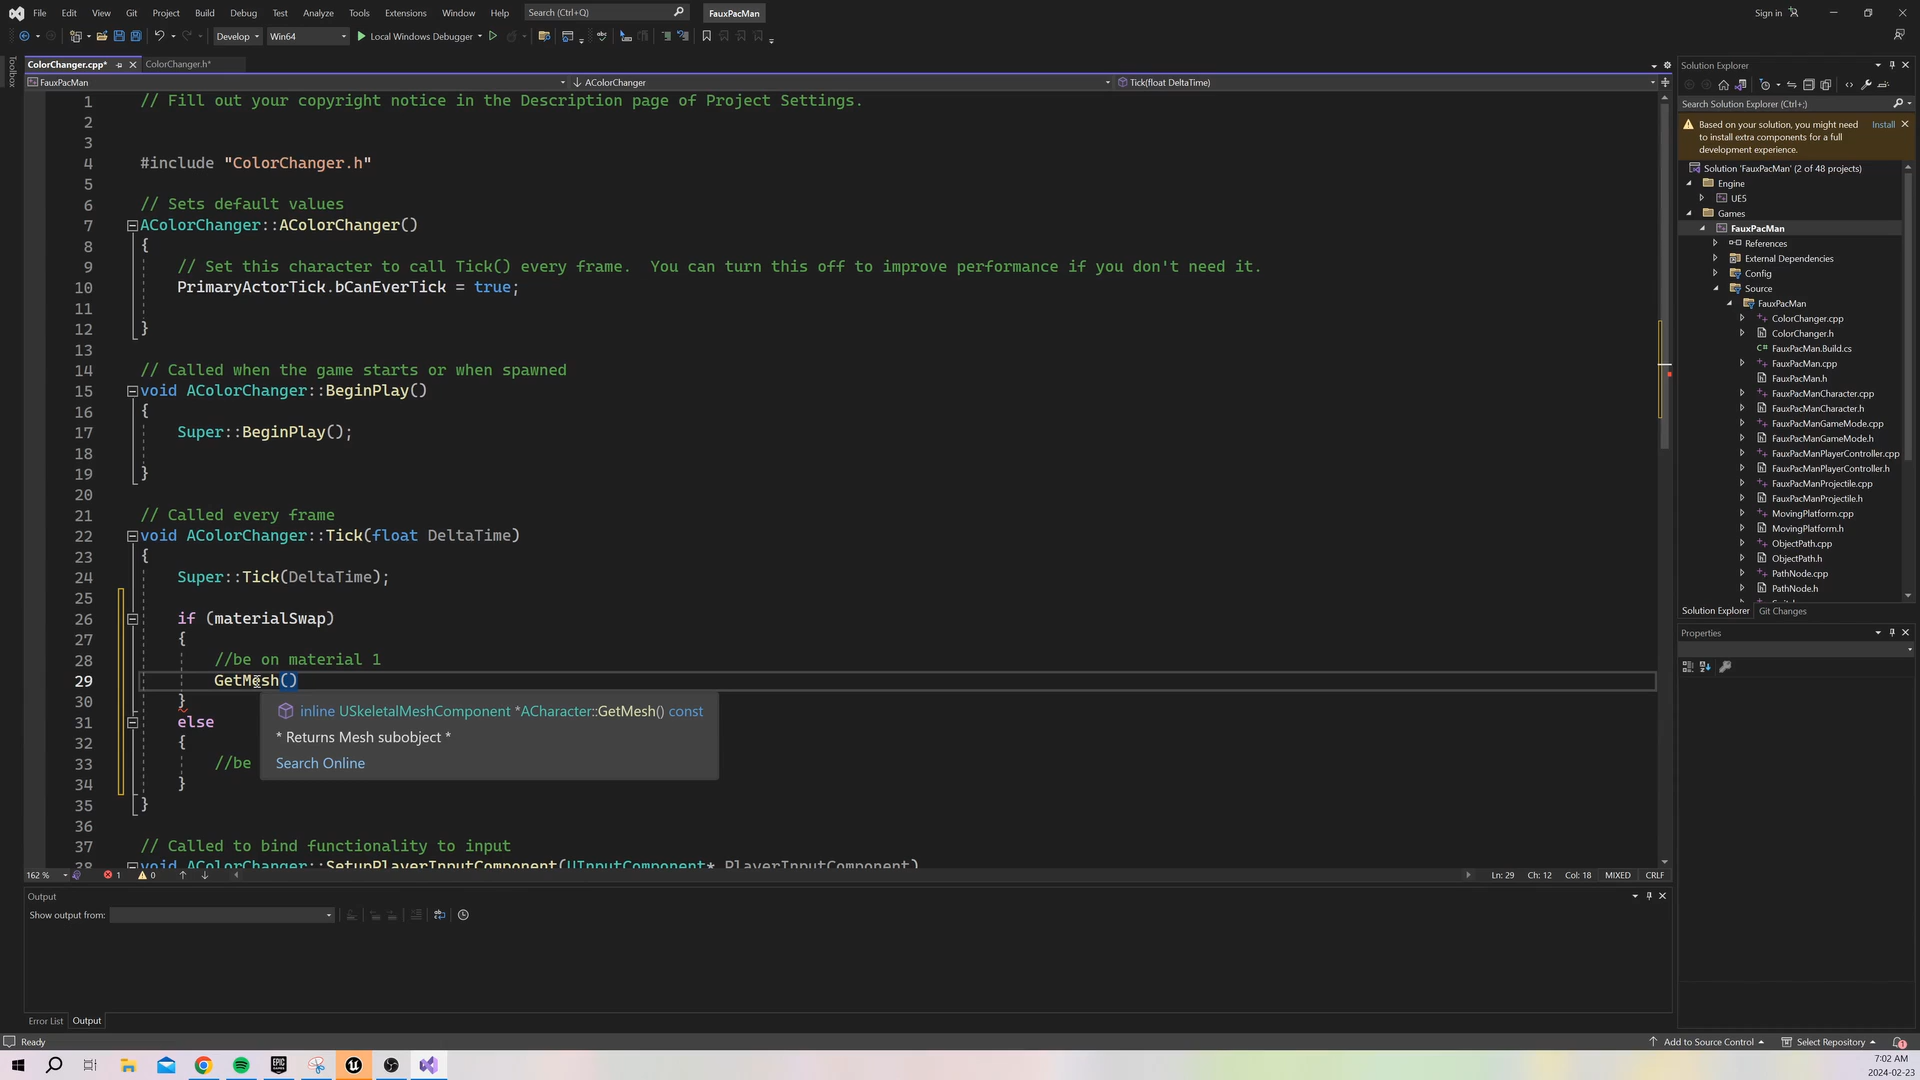 File Edit View Git Project Build Debug Test Analyze Tools Extensions Window Help Search (Ctrl+Q) FauxPacMan Sign in
Develop Win64 Local Windows Debugger
ColorChanger.cpp* ColorChanger.h*
FauxPacMan AColorChanger Tick(float DeltaTime)
Toolbox
1 // Fill out your copyright notice in the Description page of Project Settings.
2
3
4 #include "ColorChanger.h"
5
6 // Sets default values
7 AColorChanger::AColorChanger()
8 {
9 // Set this character to call Tick() every frame.  You can turn this off to improve performance if you don't need it.
10 PrimaryActorTick.bCanEverTick = true;
11
12 }
13
14 // Called when the game starts or when spawned
15 void AColorChanger::BeginPlay()
16 {
17 Super::BeginPlay();
18
19 }
20
21 // Called every frame
22 void AColorChanger::Tick(float DeltaTime)
23 {
24 Super::Tick(DeltaTime);
25
26 if (materialSwap)
27 {
28 //be on material 1
29 GetMesh()
30 }
31 else
32 {
33 //be
34 }
35 }
36
37 // Called to bind functionality to input
38 void AColorChanger::SetupPlayerInputComponent(UInputComponent* PlayerInputComponent)
inline USkeletalMeshComponent *ACharacter::GetMesh() const
* Returns Mesh subobject *
Search Online
162 % 1 0 Ln: 29 Ch: 12 Col: 18 MIXED CRLF
Output
Show output from:
Error List Output
Solution Explorer
Search Solution Explorer (Ctrl+;)
Based on your solution, you might need to install extra components for a full development experience. Install
Solution 'FauxPacMan' (2 of 48 projects)
Engine
UE5
Games
FauxPacMan
References
External Dependencies
Config
Source
FauxPacMan
ColorChanger.cpp
ColorChanger.h
FauxPacMan.Build.cs
FauxPacMan.cpp
FauxPacMan.h
FauxPacManCharacter.cpp
FauxPacManCharacter.h
FauxPacManGameMode.cpp
FauxPacManGameMode.h
FauxPacManPlayerController.cpp
FauxPacManPlayerController.h
FauxPacManProjectile.cpp
FauxPacManProjectile.h
MovingPlatform.cpp
MovingPlatform.h
ObjectPath.cpp
ObjectPath.h
PathNode.cpp
PathNode.h
Solution Explorer Git Changes
Properties
Ready Add to Source Control Select Repository 1
7:02 AM
2024-02-23